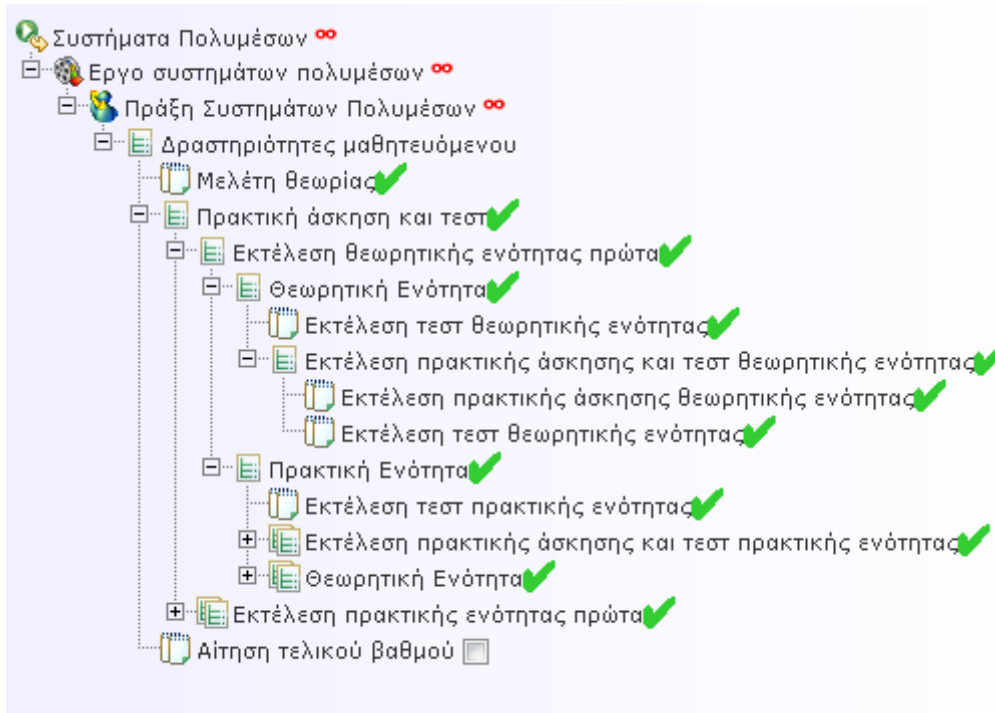 Συστήματα Πολυμέσων
Εργο συστημάτων πολυμέσων
Πράξη Συστημάτων Πολυμέσων
Δραστηριότητες μαθητευόμενου
Μελέτη θεωρίας
Πρακτική άσκηση και τεστ
Εκτέλεση θεωρητικής ενότητας πρώτα
Θεωρητική Ενότητα
Εκτέλεση τεστ θεωρητικής ενότητας
Εκτέλεση πρακτικής άσκησης και τεστ θεωρητικής ενότητας
Εκτέλεση πρακτικής άσκησης θεωρητικής ενότητας
Εκτέλεση τεστ θεωρητικής ενότητας
Πρακτική Ενότητα
Εκτέλεση τεστ πρακτικής ενότητας
Εκτέλεση πρακτικής άσκησης και τεστ πρακτικής ενότητας
Θεωρητική Ενότητα
Εκτέλεση πρακτικής ενότητας πρώτα
Αίτηση τελικού βαθμού